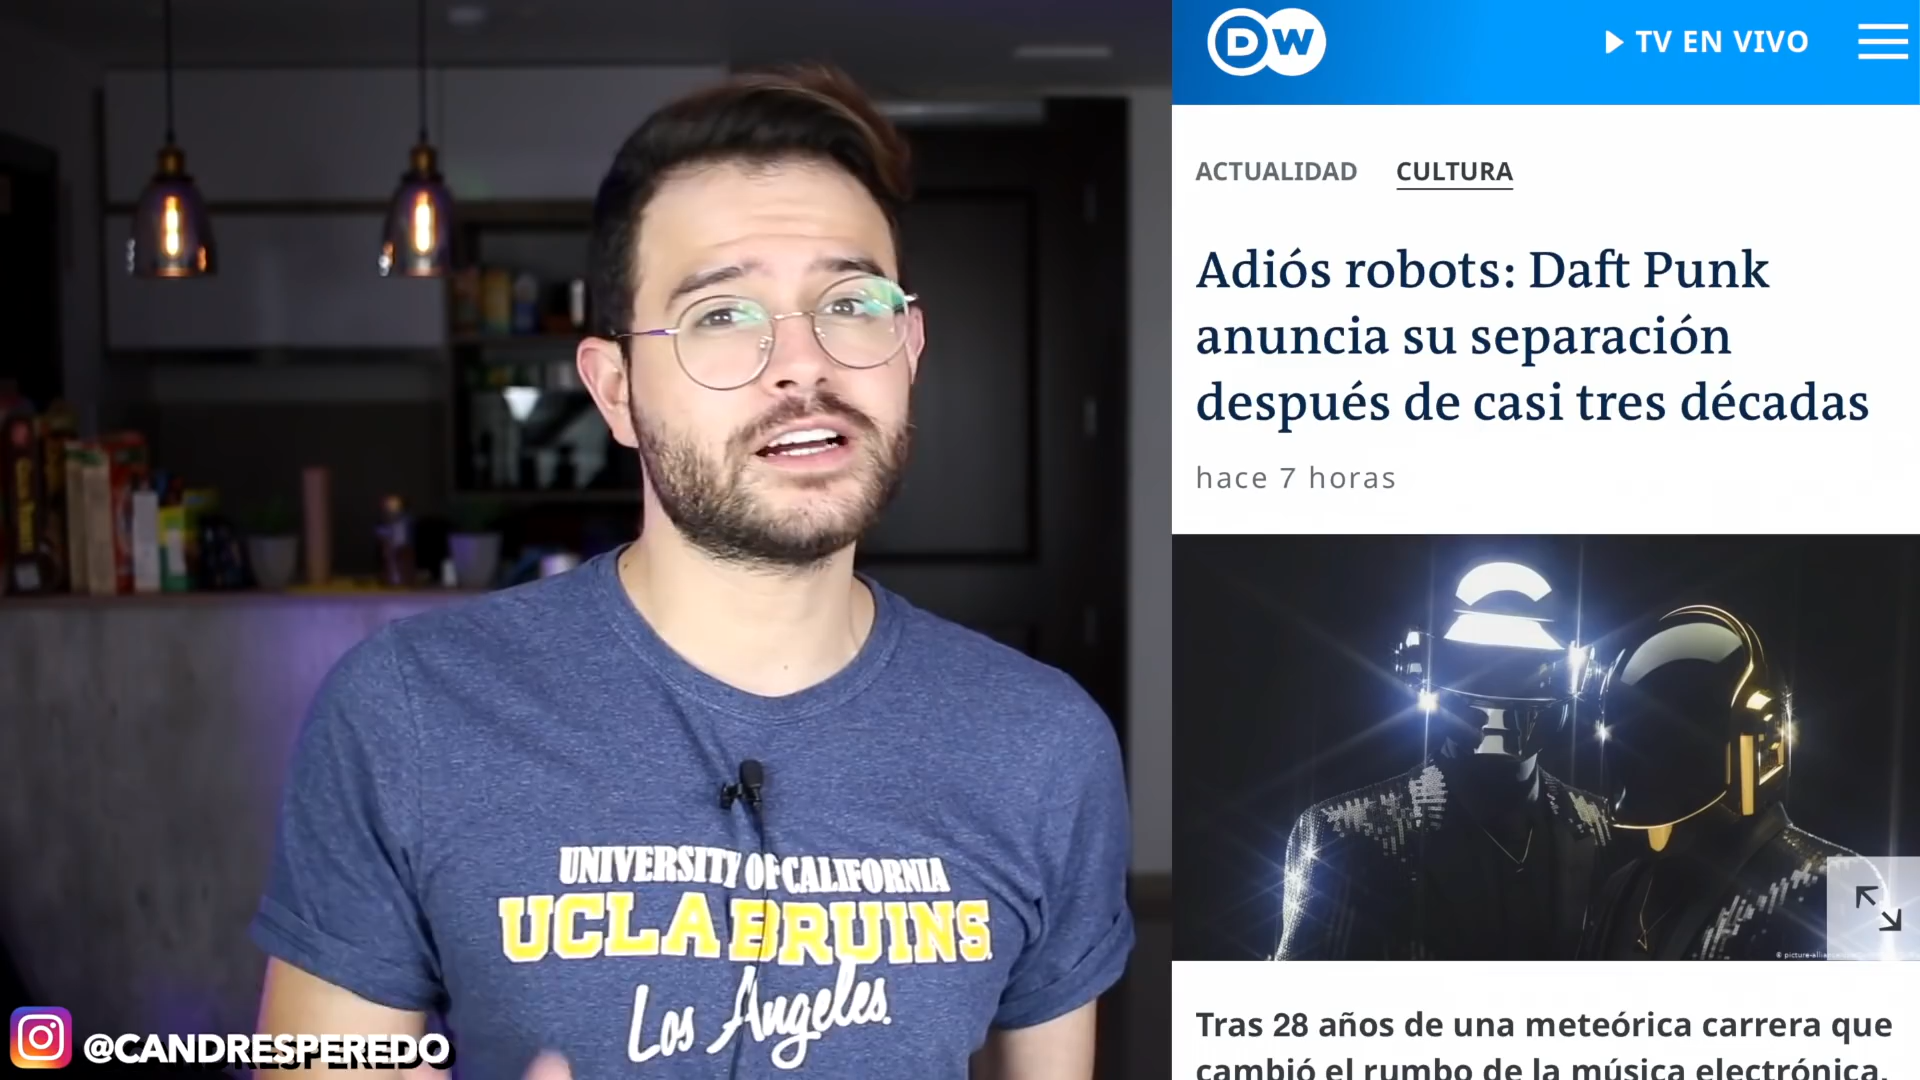 DW
TV EN VIVO
ACTUALIDAD CULTURA
Adiós robots: Daft Punk
anuncia su separación
después de casi tres décadas
hace 7 horas
Tras 28 años de una meteórica carrera que
cambió el rumbo de la música electrónica,
UNIVERSITY OF CALIFORNIA
UCLA BRUINS
Los Angeles
@CANDRESPEREDO